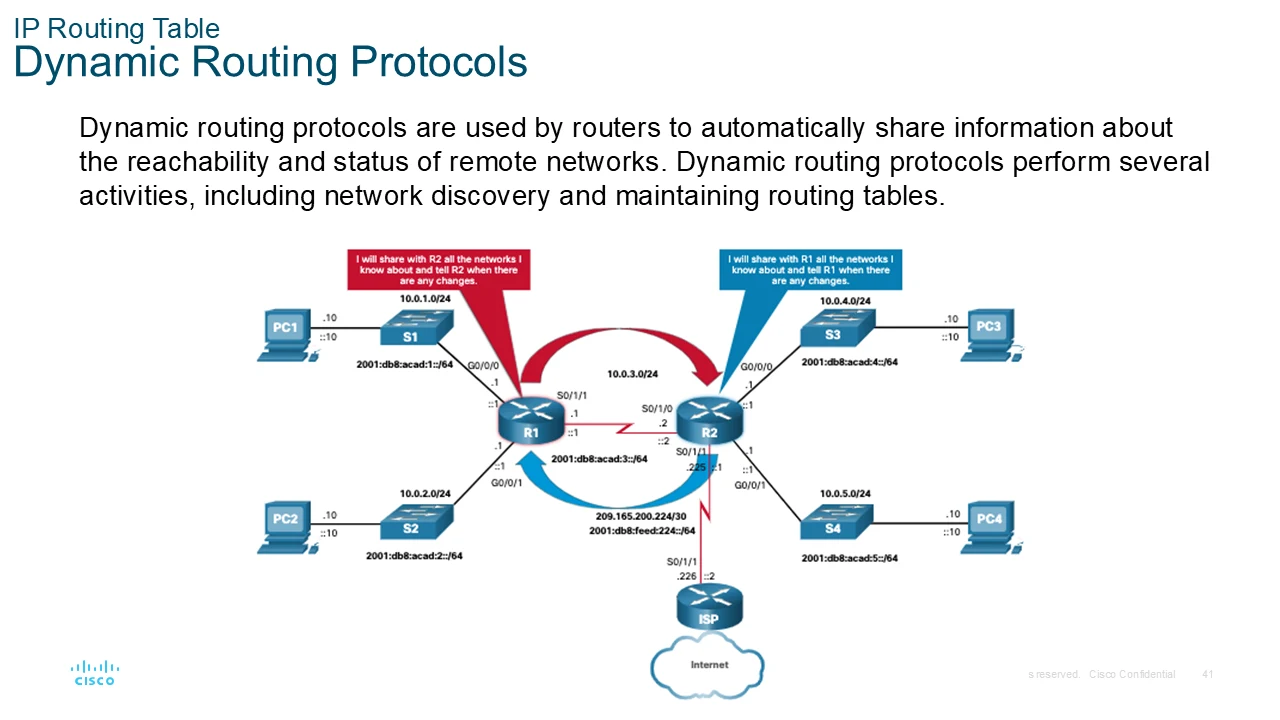 IP Routing Table
Dynamic Routing Protocols
Dynamic routing protocols are used by routers to automatically share information about
the reachability and status of remote networks. Dynamic routing protocols perform several
activities, including network discovery and maintaining routing tables.
I will share with R2 all the networks I
know about and tell R2 when there
are any changes.
I will share with R1 all the networks I
know about and tell R1 when there
are any changes.
10.0.1.0/24
10.0.4.0/24
PC1
.10
::10
S1
S3
.10
::10
PC3
2001:db8:acad:1::/64
G0/0/0
.1
::1
10.0.3.0/24
G0/0/0
.1
::1
2001:db8:acad:4::/64
R1
S0/1/1
.1
::1
S0/1/0
.2
::2
R2
2001:db8:acad:3::/64
.1
::1
G0/0/1
S0/1/1
.225
::1
.1
::1
G0/0/1
10.0.2.0/24
10.0.5.0/24
PC2
.10
::10
S2
209.165.200.224/30
2001:db8:feed:224::/64
S4
.10
::10
PC4
2001:db8:acad:2::/64
2001:db8:acad:5::/64
S0/1/1
.226
::2
ISP
Internet
cisco
s reserved. Cisco Confidential
41